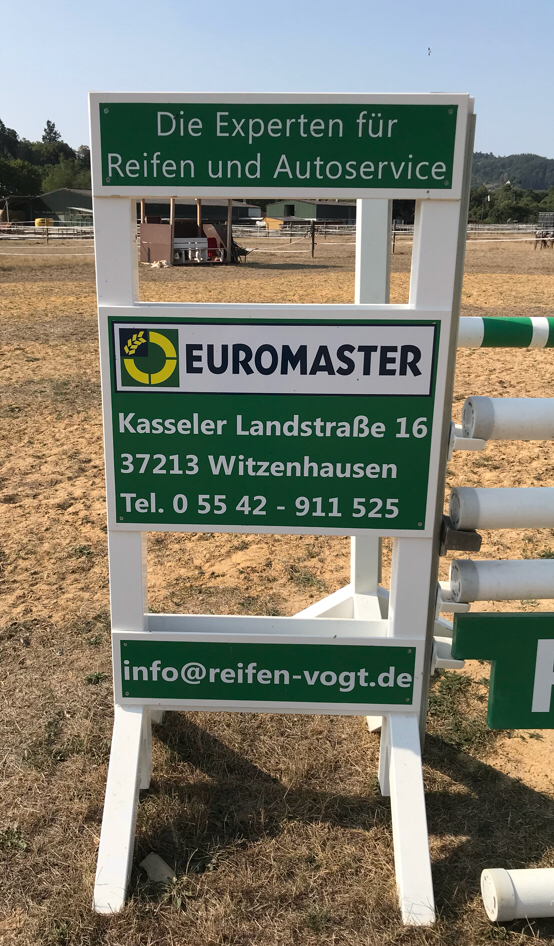 Die Experten für
Reifen und Autoservice
EUROMASTER
Kasseler Landstraße 16
37213 Witzenhausen
Tel. 0 55 42 - 911 525
info@reifen-vogt.de